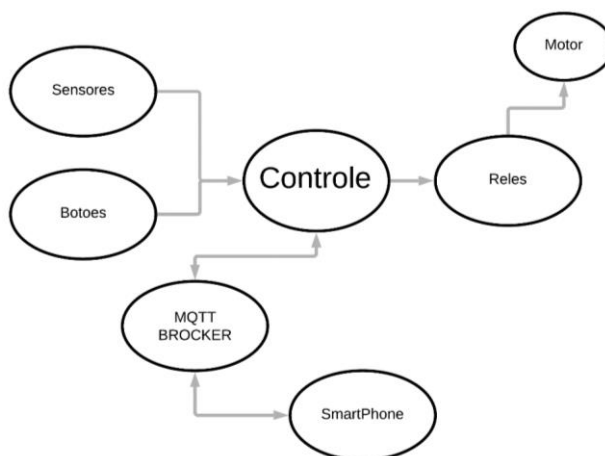 Motor
Sensores
Controle
Reles
Botoes
MQTT
BROCKER
SmartPhone